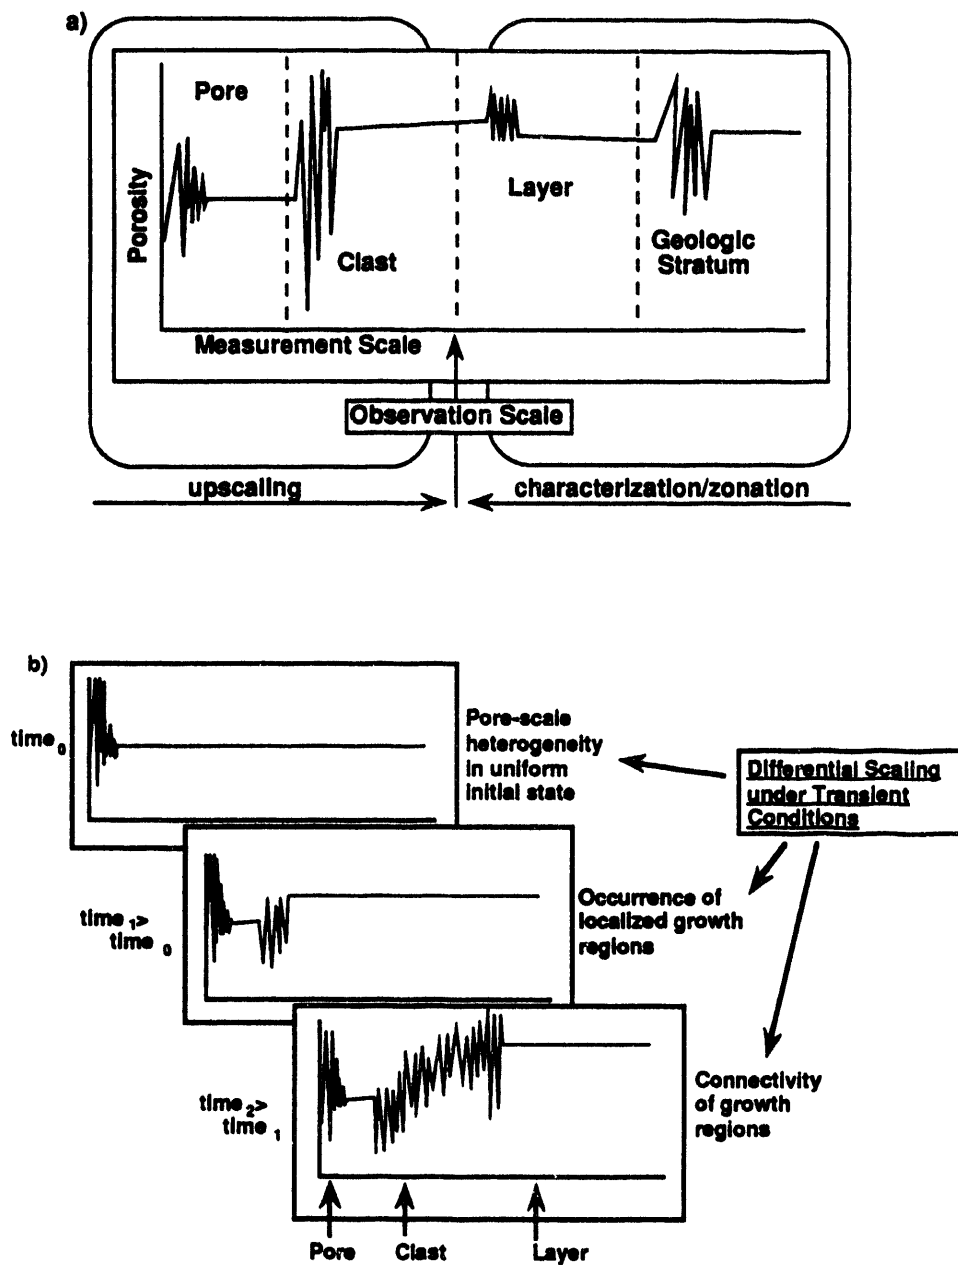 a)
Pore
Porosity
Layer
Clast
Geologic
Stratum
Measurement Scale
Observation Scale
upscaling
characterization/zonation
b)
time 0
Pore-scale
heterogeneity
in uniform
initial state
Differential Scaling
under Transient
Conditions
time 1>
time 0
Occurrence of
localized growth
regions
time 2>
time 1
Connectivity
of growth
regions
Pore
Clast
Layer